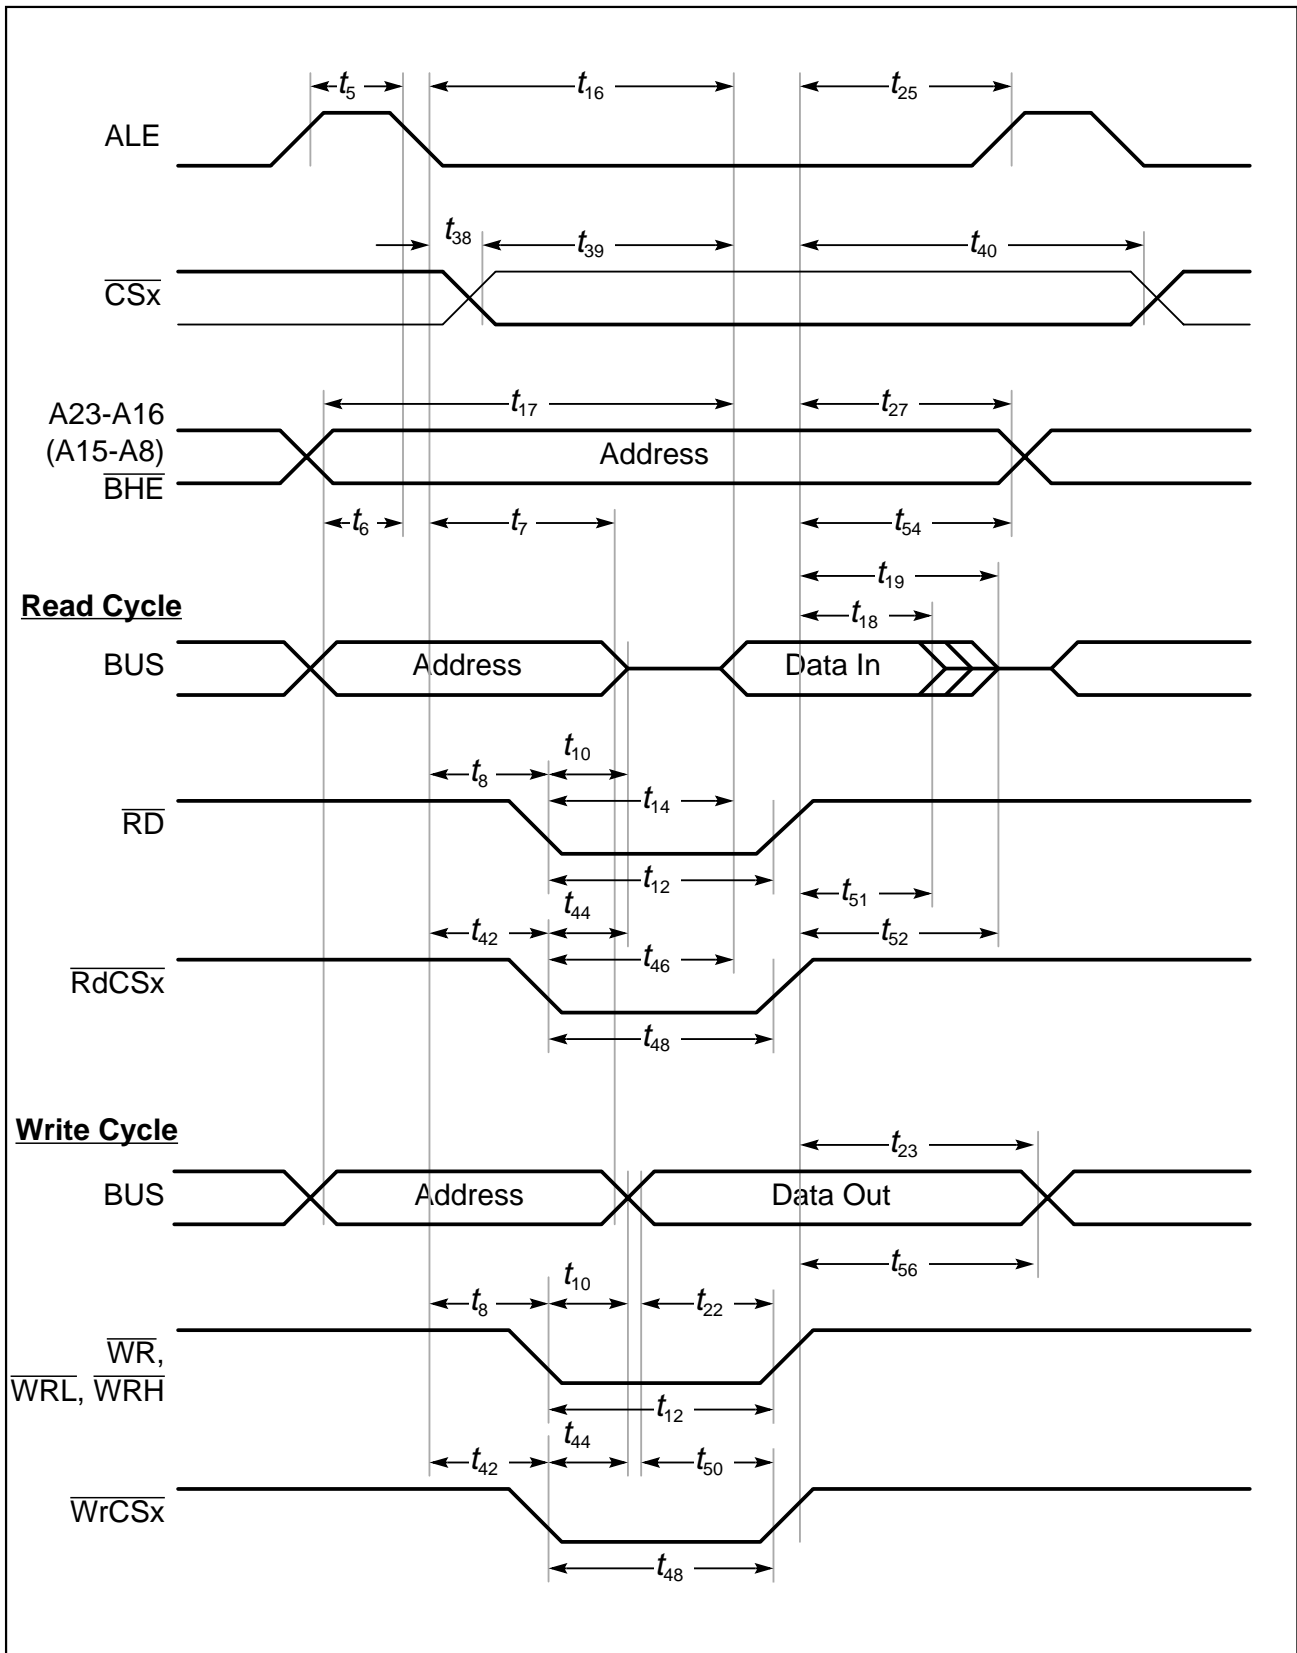 t5 t16 t25
ALE
t38 t39 t40
CSx
t17 t27
A23-A16
(A15-A8)
BHE
Address
t6 t7 t54
t19
Read Cycle
t18
BUS Address Data In
t10
t8
t14
RD
t12 t51
t44
t42 t52
t46
RdCSx
t48
Write Cycle
t23
BUS Address Data Out
t56
t10
t8 t22
WR,
WRL, WRH
t12
t44
t42 t50
WrCSx
t48